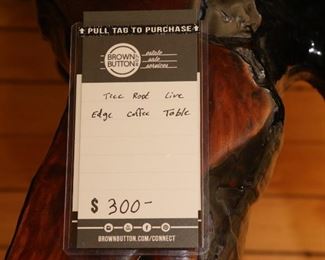 PULL TAG TO PURCHASE
BROWN
BUTTON
estate
sale
services
Tree Root Live
Edge Coffee Table
$ 300-
BROWNBUTTON.COM/CONNECT